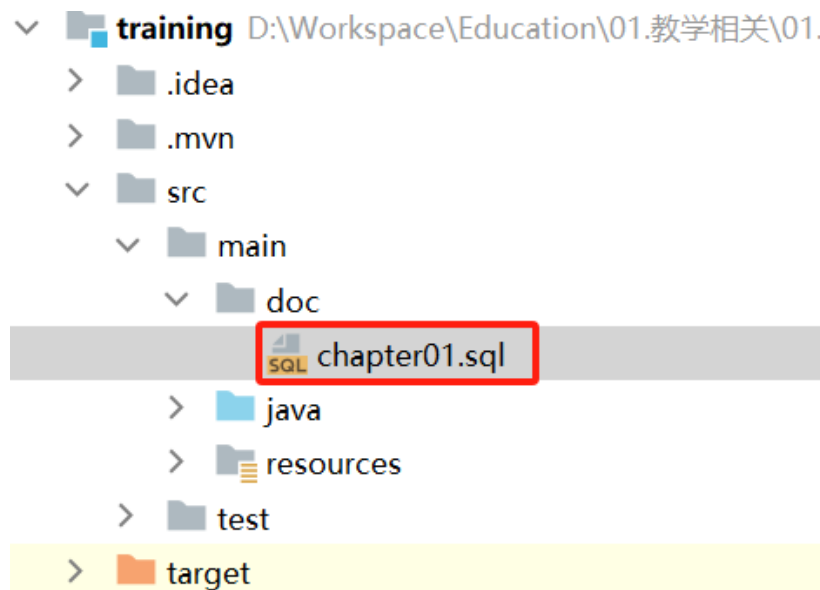 training D:\Workspace\Education\01.教学相关\01.
.idea
.mvn
src
main
doc
SQL chapter01.sql
java
resources
test
target